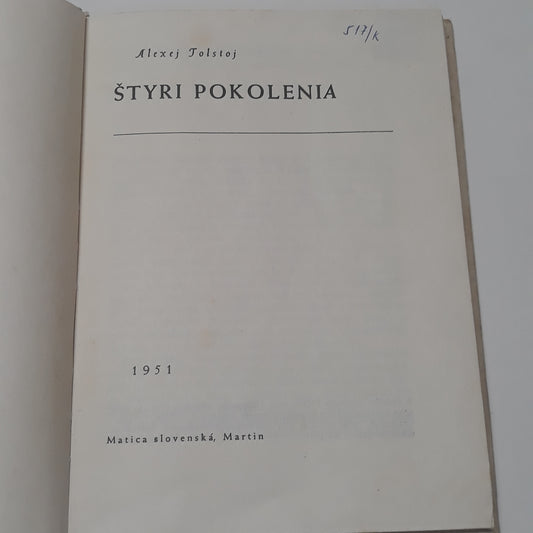 517/k
Alexej Tolstoj
ŠTYRI POKOLENIA
1951
Matica slovenská, Martin